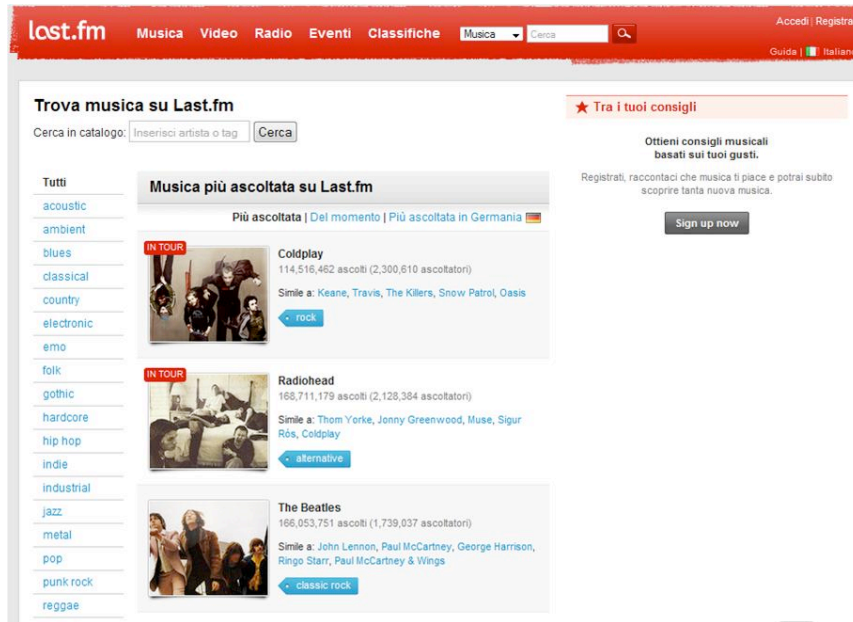 last.fm
Musica Video Radio Eventi Classifiche Musica Cerca
Accedi | Registra
Guida | Italiano
Trova musica su Last.fm
Cerca in catalogo: Inserisci artista o tag Cerca
Tutti
acoustic
ambient
blues
classical
country
electronic
emo
folk
gothic
hardcore
hip hop
indie
industrial
jazz
metal
pop
punk rock
reggae
Musica più ascoltata su Last.fm
Più ascoltata | Del momento | Più ascoltata in Germania
IN TOUR
Coldplay
114,516,462 ascolti (2,300,610 ascoltatori)
Simile a: Keane, Travis, The Killers, Snow Patrol, Oasis
rock
IN TOUR
Radiohead
168,711,179 ascolti (2,128,384 ascoltatori)
Simile a: Thom Yorke, Jonny Greenwood, Muse, Sigur
Rós, Coldplay
alternative
The Beatles
166,053,751 ascolti (1,739,037 ascoltatori)
Simile a: John Lennon, Paul McCartney, George Harrison,
Ringo Starr, Paul McCartney & Wings
classic rock
Tra i tuoi consigli
Ottieni consigli musicali
basati sui tuoi gusti.
Registrati, raccontaci che musica ti piace e potrai subito
scoprire tanta nuova musica.
Sign up now